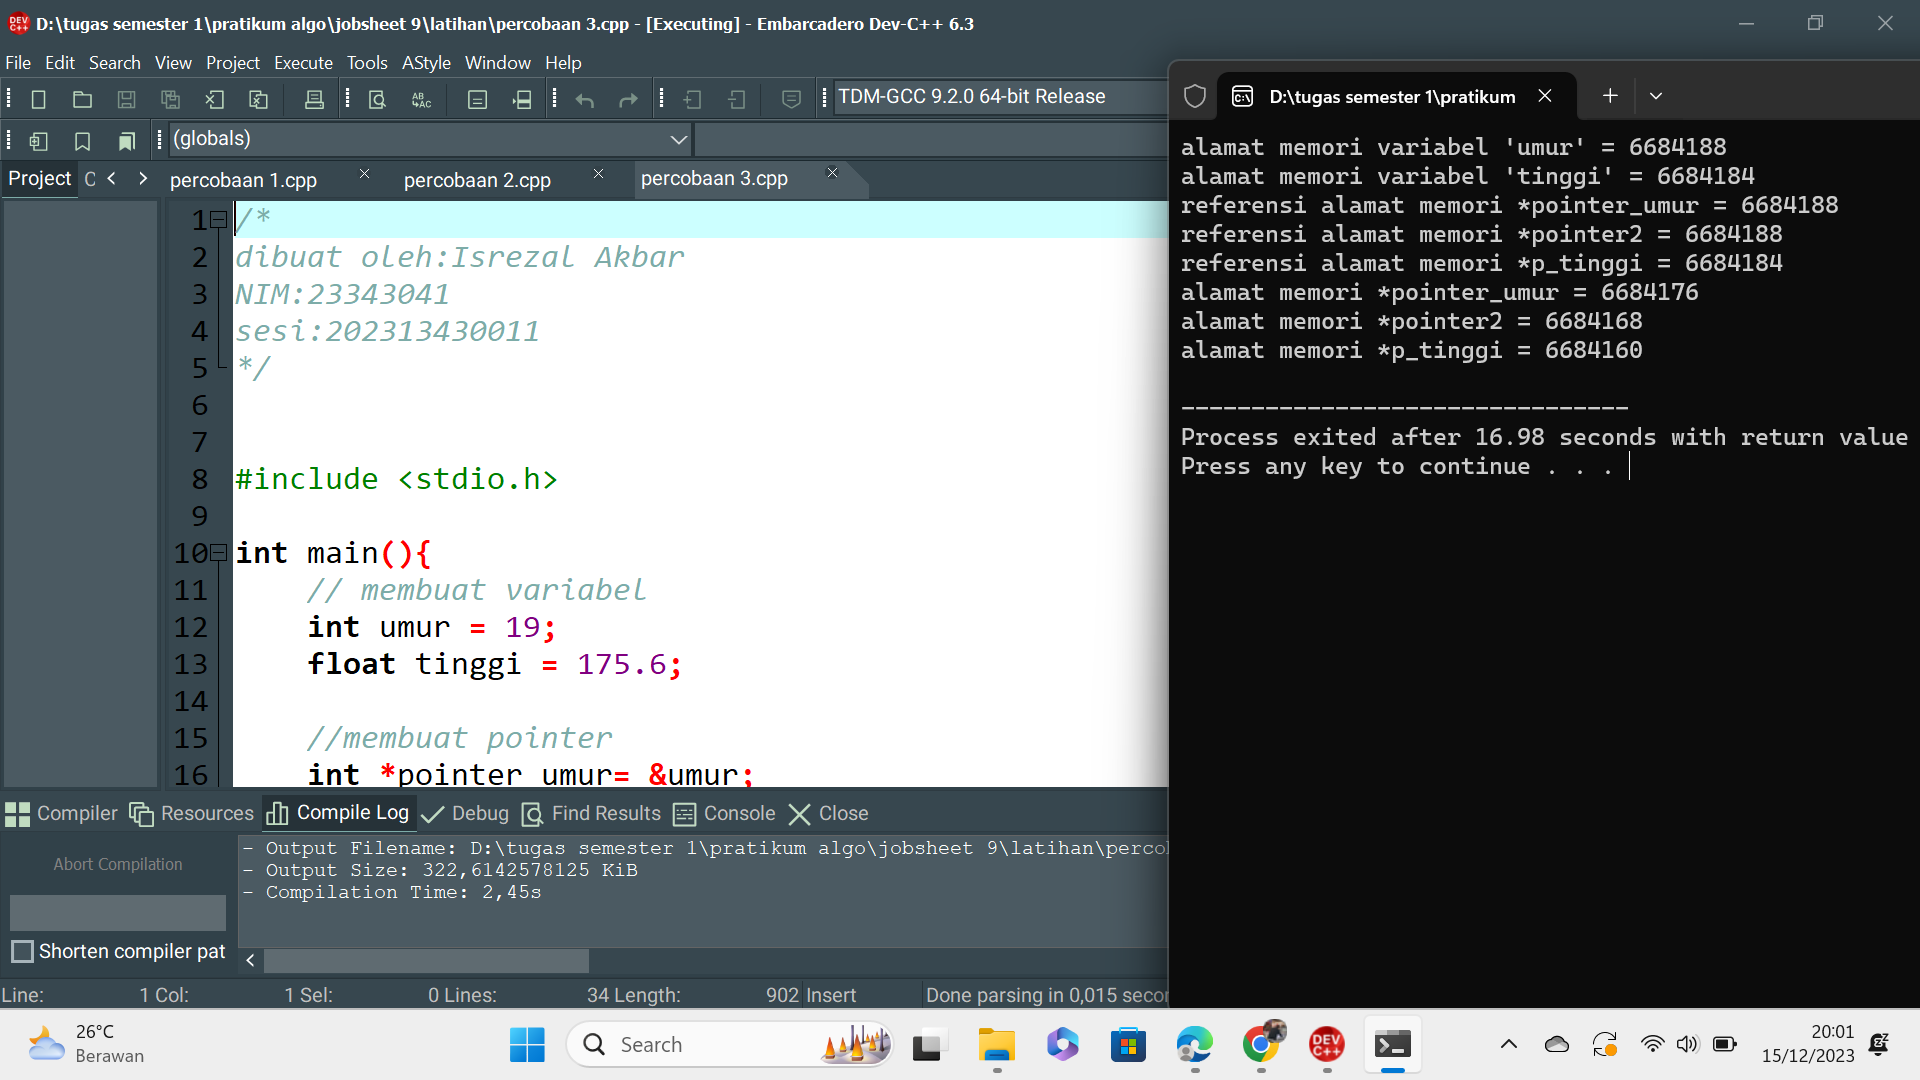 D:\tugas semester 1\pratikum algo\jobsheet 9\latihan\percobaan 3.cpp - [Executing] - Embarcadero Dev-C++ 6.3
File Edit Search View Project Execute Tools AStyle Window Help
TDM-GCC 9.2.0 64-bit Release
(globals)
Project
percobaan 1.cpp
percobaan 2.cpp
percobaan 3.cpp
1 /*
2 dibuat oleh:Isrezal Akbar
3 NIM:23343041
4 sesi:202313430011
5 */
6
7
8 #include <stdio.h>
9
10 int main(){
11 // membuat variabel
12 int umur = 19;
13 float tinggi = 175.6;
14
15 //membuat pointer
16 int *pointer_umur= &umur;
Compiler Resources Compile Log Debug Find Results Console Close
Abort Compilation
Shorten compiler pat
- Output Filename: D:\tugas semester 1\pratikum algo\jobsheet 9\latihan\perco
- Output Size: 322,6142578125 KiB
- Compilation Time: 2,45s
Line: 1 Col: 1 Sel: 0 Lines: 34 Length: 902 Insert Done parsing in 0,015 seco
D:\tugas semester 1\pratikum
alamat memori variabel 'umur' = 6684188
alamat memori variabel 'tinggi' = 6684184
referensi alamat memori *pointer_umur = 6684188
referensi alamat memori *pointer2 = 6684188
referensi alamat memori *p_tinggi = 6684184
alamat memori *pointer_umur = 6684176
alamat memori *pointer2 = 6684168
alamat memori *p_tinggi = 6684160
--------------------------------
Process exited after 16.98 seconds with return value
Press any key to continue . . .
26°C
Berawan
Search
DEV C++
20:01
15/12/2023